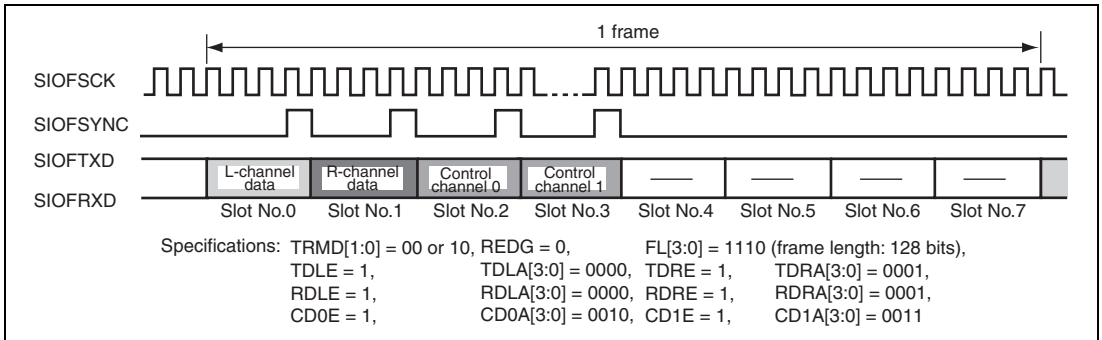 1 frame
SIOFSCK
SIOFSYNC
SIOFTXD
SIOFRXD
L-channel data
R-channel data
Control channel 0
Control channel 1
Slot No.0 Slot No.1 Slot No.2 Slot No.3 Slot No.4 Slot No.5 Slot No.6 Slot No.7
Specifications: TRMD[1:0] = 00 or 10, REDG = 0, FL[3:0] = 1110 (frame length: 128 bits),
TDLE = 1, TDLA[3:0] = 0000, TDRE = 1, TDRA[3:0] = 0001,
RDLE = 1, RDLA[3:0] = 0000, RDRE = 1, RDRA[3:0] = 0001,
CD0E = 1, CD0A[3:0] = 0010, CD1E = 1, CD1A[3:0] = 0011